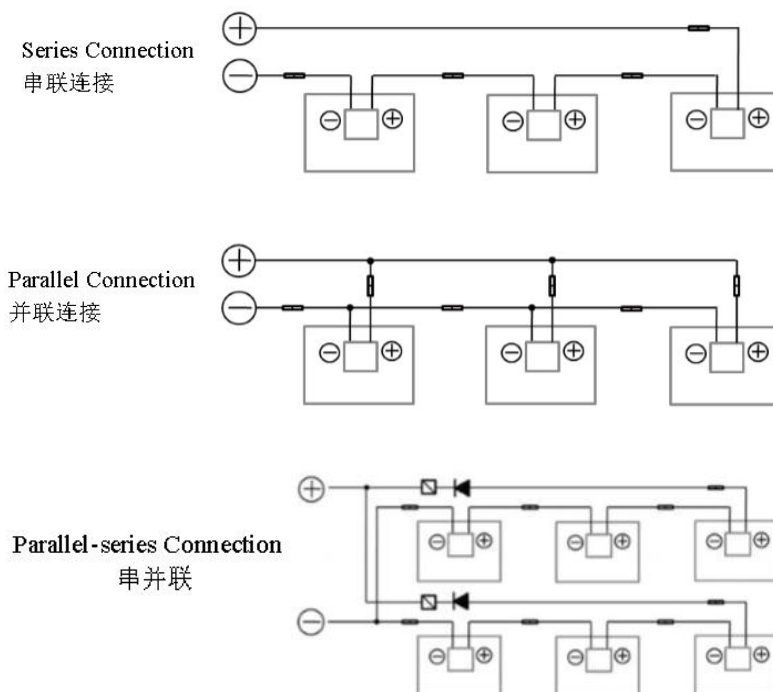 Series Connection
串联连接
Parallel Connection
并联连接
Parallel-series Connection
串并联